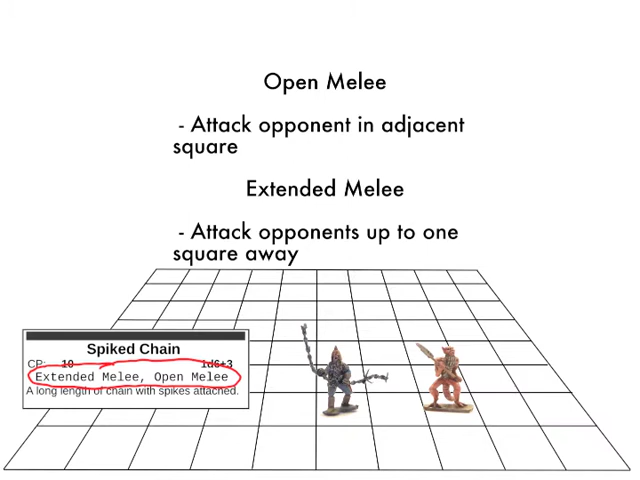 Open Melee
- Attack opponent in adjacent
square
Extended Melee
- Attack opponents up to one
square away
Spiked Chain
CP: 10 1d6+3
Extended Melee, Open Melee
A long length of chain with spikes attached.